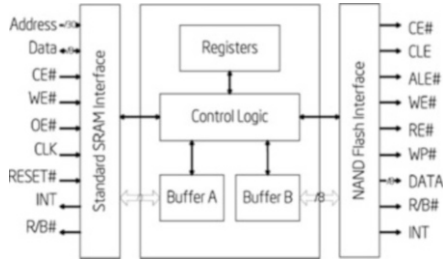 Address
Data
CE#
WE#
OE#
CLK
RESET#
INT
R/B#
Standard SRAM Interface
Registers
Control Logic
Buffer A
Buffer B
/8
NAND Flash Interface
CE#
CLE
ALE#
WE#
RE#
WP#
DATA
R/B#
INT